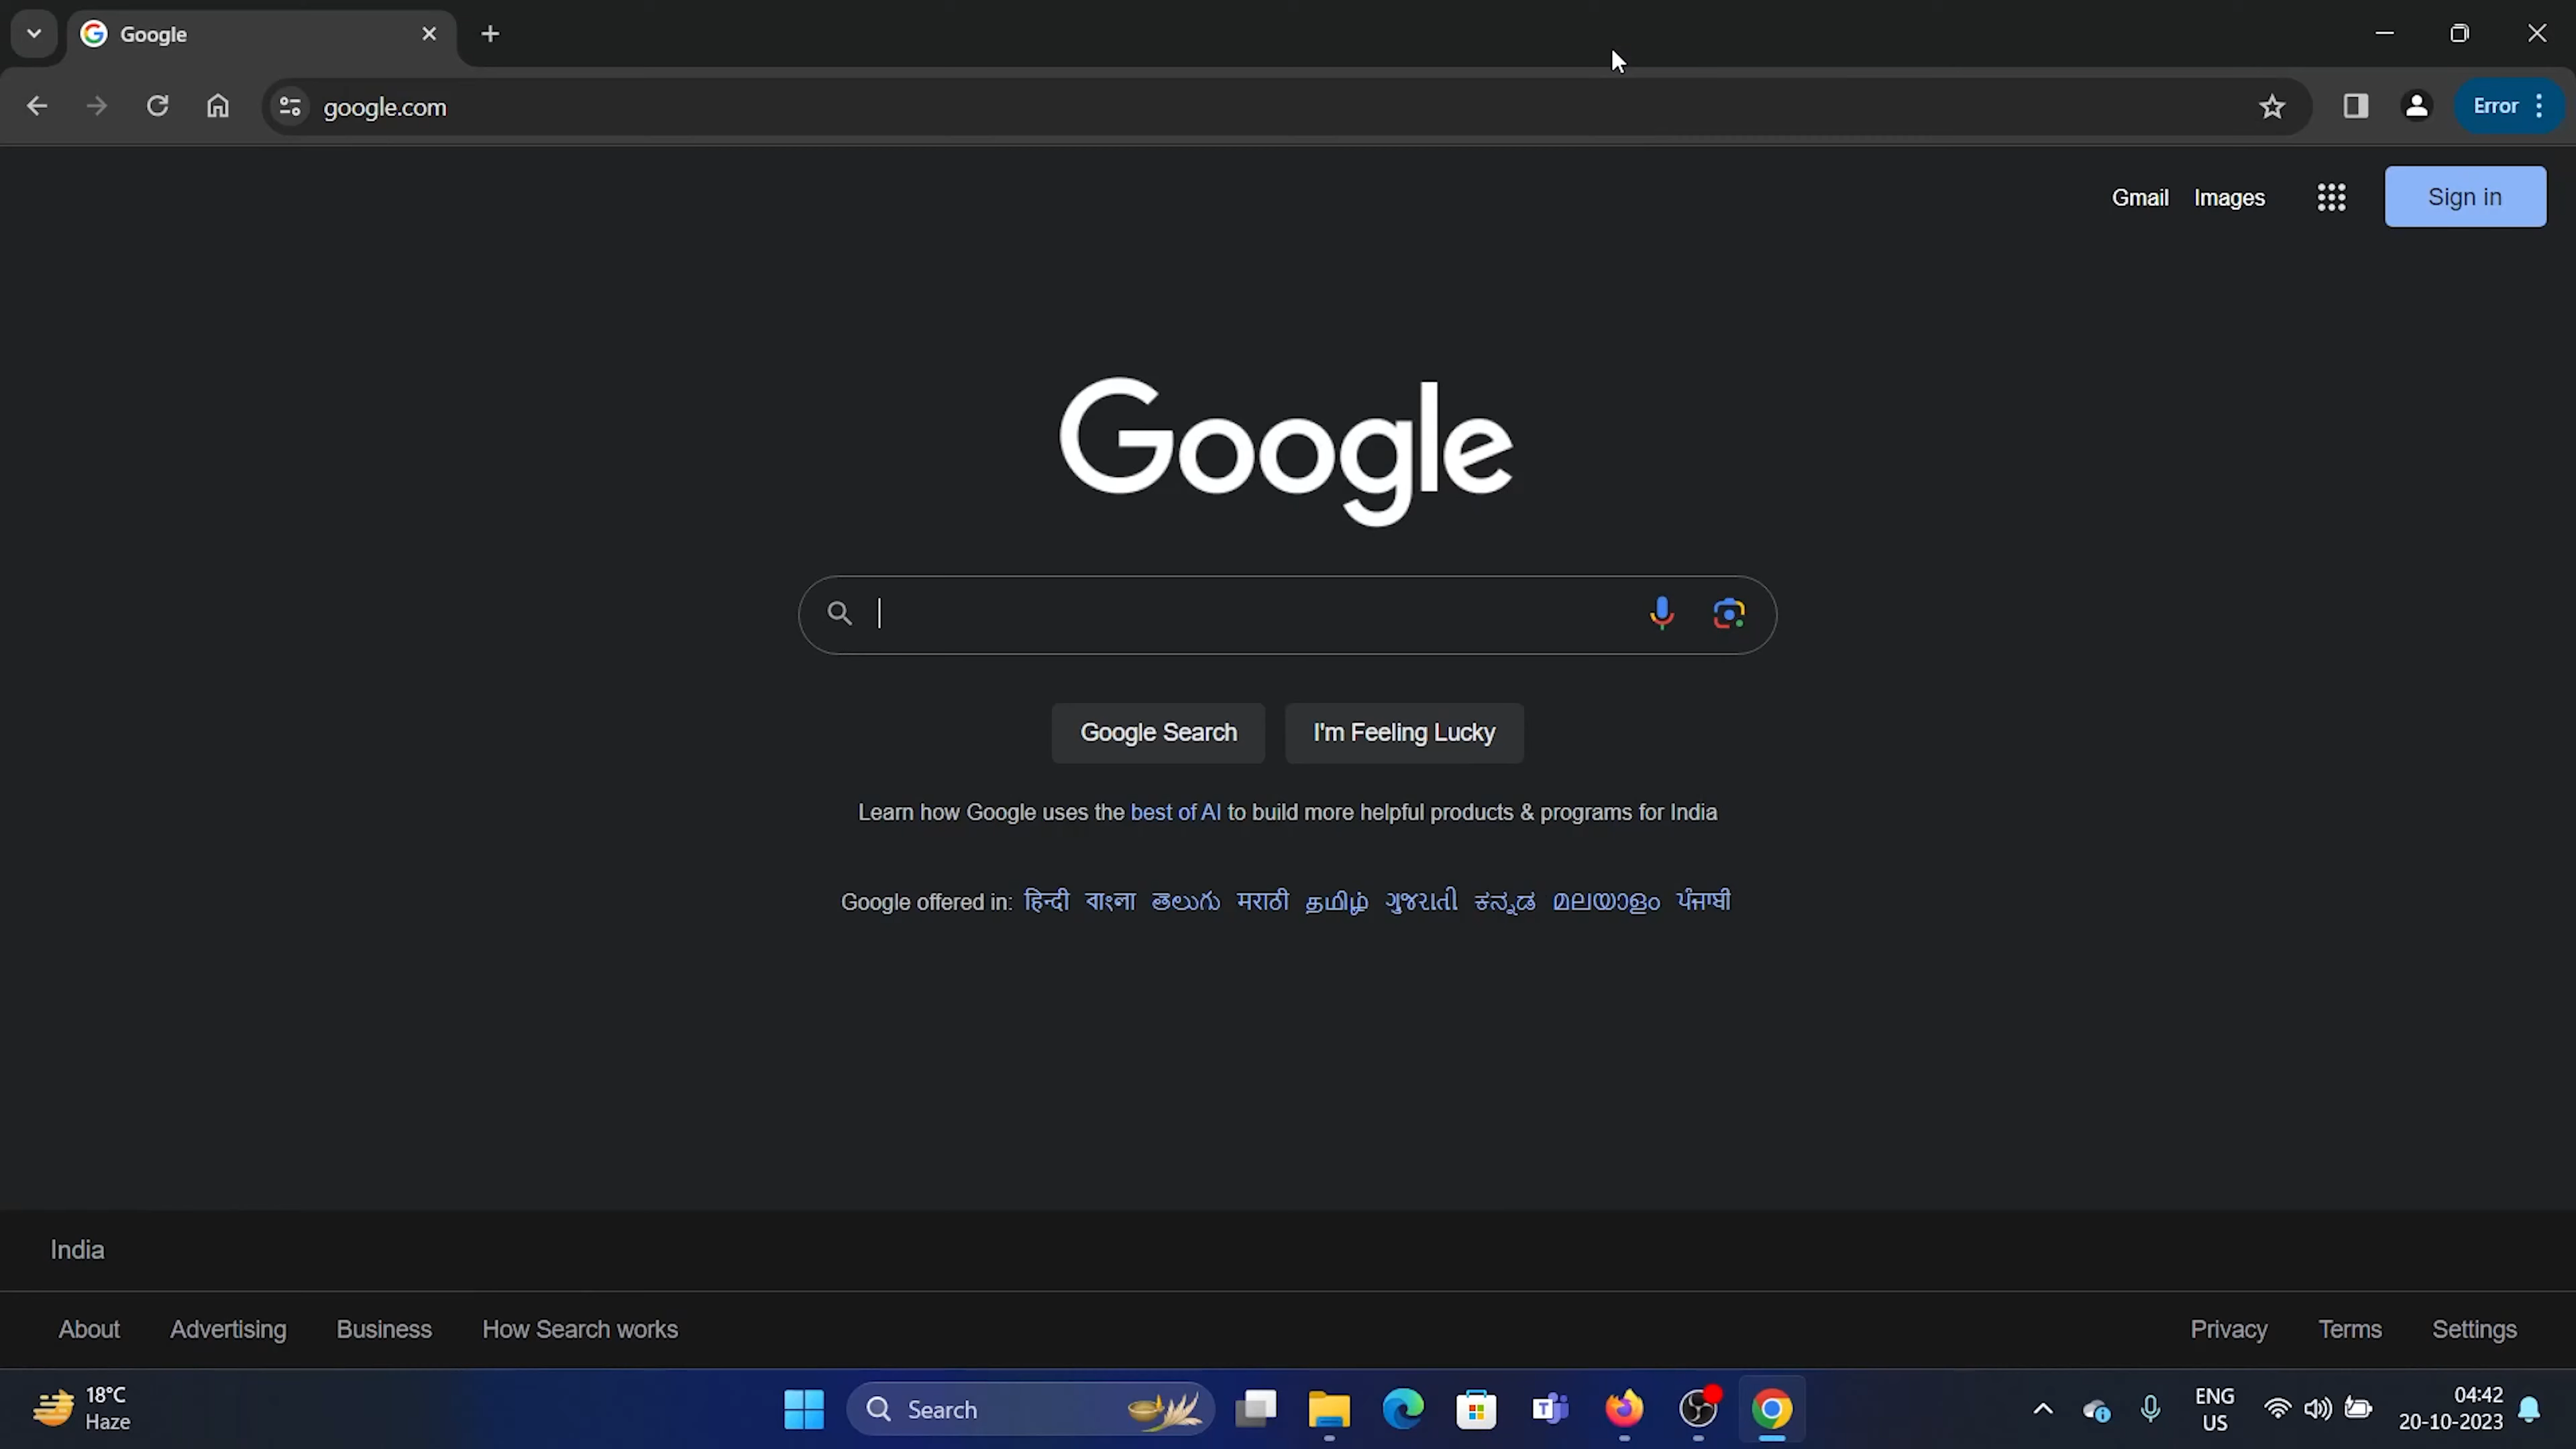 Google
google.com
Error
Gmail Images Sign in
Google
Google Search I'm Feeling Lucky
Learn how Google uses the best of AI to build more helpful products & programs for India
Google offered in: हिन्दी বাংলা తెలుగు मराठी தமிழ் ગુજરાતી ಕನ್ನಡ മലയാളം ਪੰਜਾਬੀ
India
About Advertising Business How Search works Privacy Terms Settings
18°C
Haze
Search
ENG
US
04:42
20-10-2023